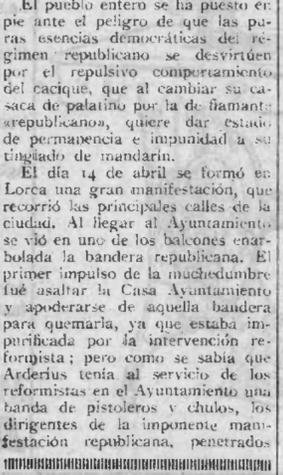 El pueblo entero se ha puesto en
pie ante el peligro de que las pu-
ras esencias democráticas del ré-
gimen republicano se desvirtúen
por el repulsivo comportamiento
del cacique, que al cambiar su ca-
saca de palatino por la de flamante
«republicano», quiere dar estado
de permanencia e impunidad a su
tinglado de mandarín.
El día 14 de abril se formó en
Lorca una gran manifestación, que
recorrió las principales calles de la
ciudad. Al llegar al Ayuntamiento
se vió en uno de los balcones enar-
bolada la bandera republicana. El
primer impulso de la muchedumbre
fué asaltar la Casa Ayuntamiento
y apoderarse de aquella bandera
para quemarla, ya que estaba im-
purificada por la intervención re-
formista; pero como se sabía que
Arderíus tenía al servicio de los
reformistas en el Ayuntamiento una
banda de pistoleros y chulos, los
dirigentes de la imponente mani-
festación republicana, penetrados